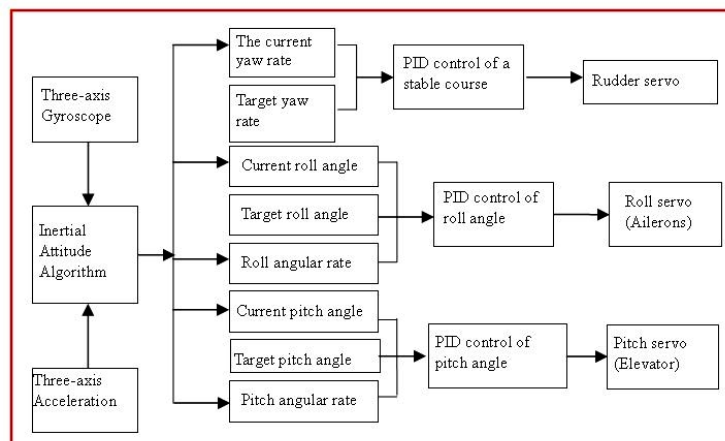 Three-axis
Gyroscope
Inertial
Attitude
Algorithm
Three-axis
Acceleration
The current
yaw rate
Target yaw
rate
Current roll angle
Target roll angle
Roll angular rate
Current pitch angle
Target pitch angle
Pitch angular rate
PID control of a
stable course
PID control of
roll angle
PID control of
pitch angle
Rudder servo
Roll servo
(Ailerons)
Pitch servo
(Elevator)